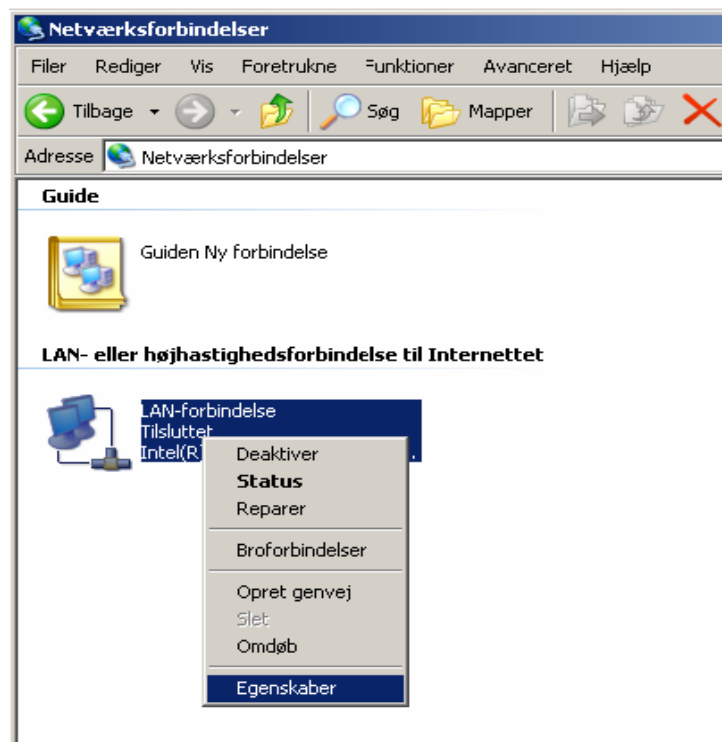 Netværksforbindelser
Filer Rediger Vis Foretrukne Funktioner Avanceret Hjælp
Tilbage Søg Mapper
Adresse Netværksforbindelser
Guide
Guiden Ny forbindelse
LAN- eller højhastighedsforbindelse til Internettet
LAN-forbindelse
Tilsluttet
Intel(R) .
Deaktiver
Status
Reparer
Broforbindelser
Opret genvej
Slet
Omdøb
Egenskaber